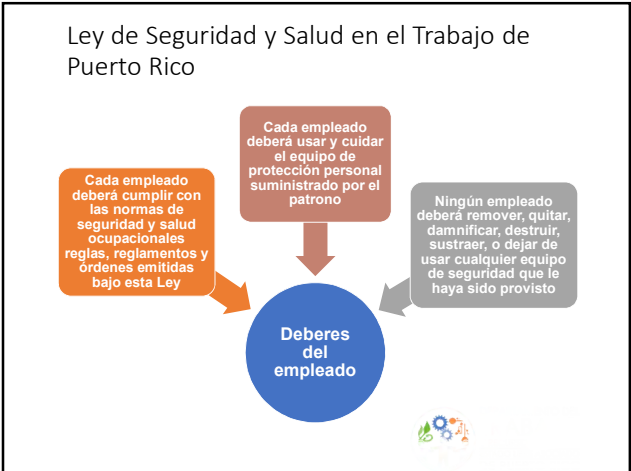 Ley de Seguridad y Salud en el Trabajo de
Puerto Rico
Cada empleado
deberá cumplir con
las normas de
seguridad y salud
ocupacionales
reglas, reglamentos y
órdenes emitidas
bajo esta Ley
Cada empleado
deberá usar y cuidar
el equipo de
protección personal
suministrado por el
patrono
Ningún empleado
deberá remover, quitar,
damnificar, destruir,
sustraer, o dejar de
usar cualquier equipo
de seguridad que le
haya sido provisto
Deberes
del
empleado